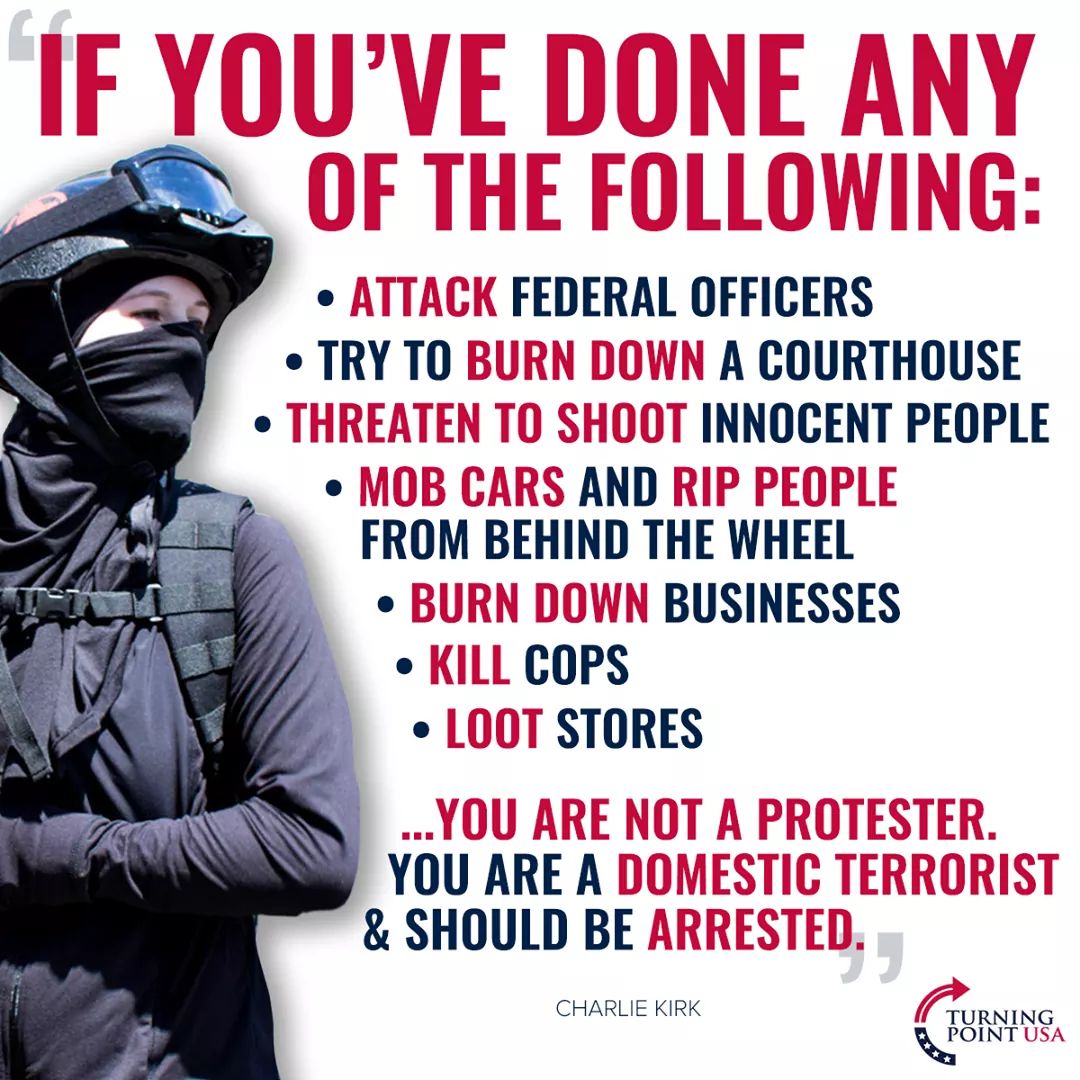 “IF YOU’VE DONE ANY
OF THE FOLLOWING:
• ATTACK FEDERAL OFFICERS
• TRY TO BURN DOWN A COURTHOUSE
• THREATEN TO SHOOT INNOCENT PEOPLE
• MOB CARS AND RIP PEOPLE
FROM BEHIND THE WHEEL
• BURN DOWN BUSINESSES
• KILL COPS
• LOOT STORES
...YOU ARE NOT A PROTESTER.
YOU ARE A DOMESTIC TERRORIST
& SHOULD BE ARRESTED.”
CHARLIE KIRK
TURNING
POINT USA